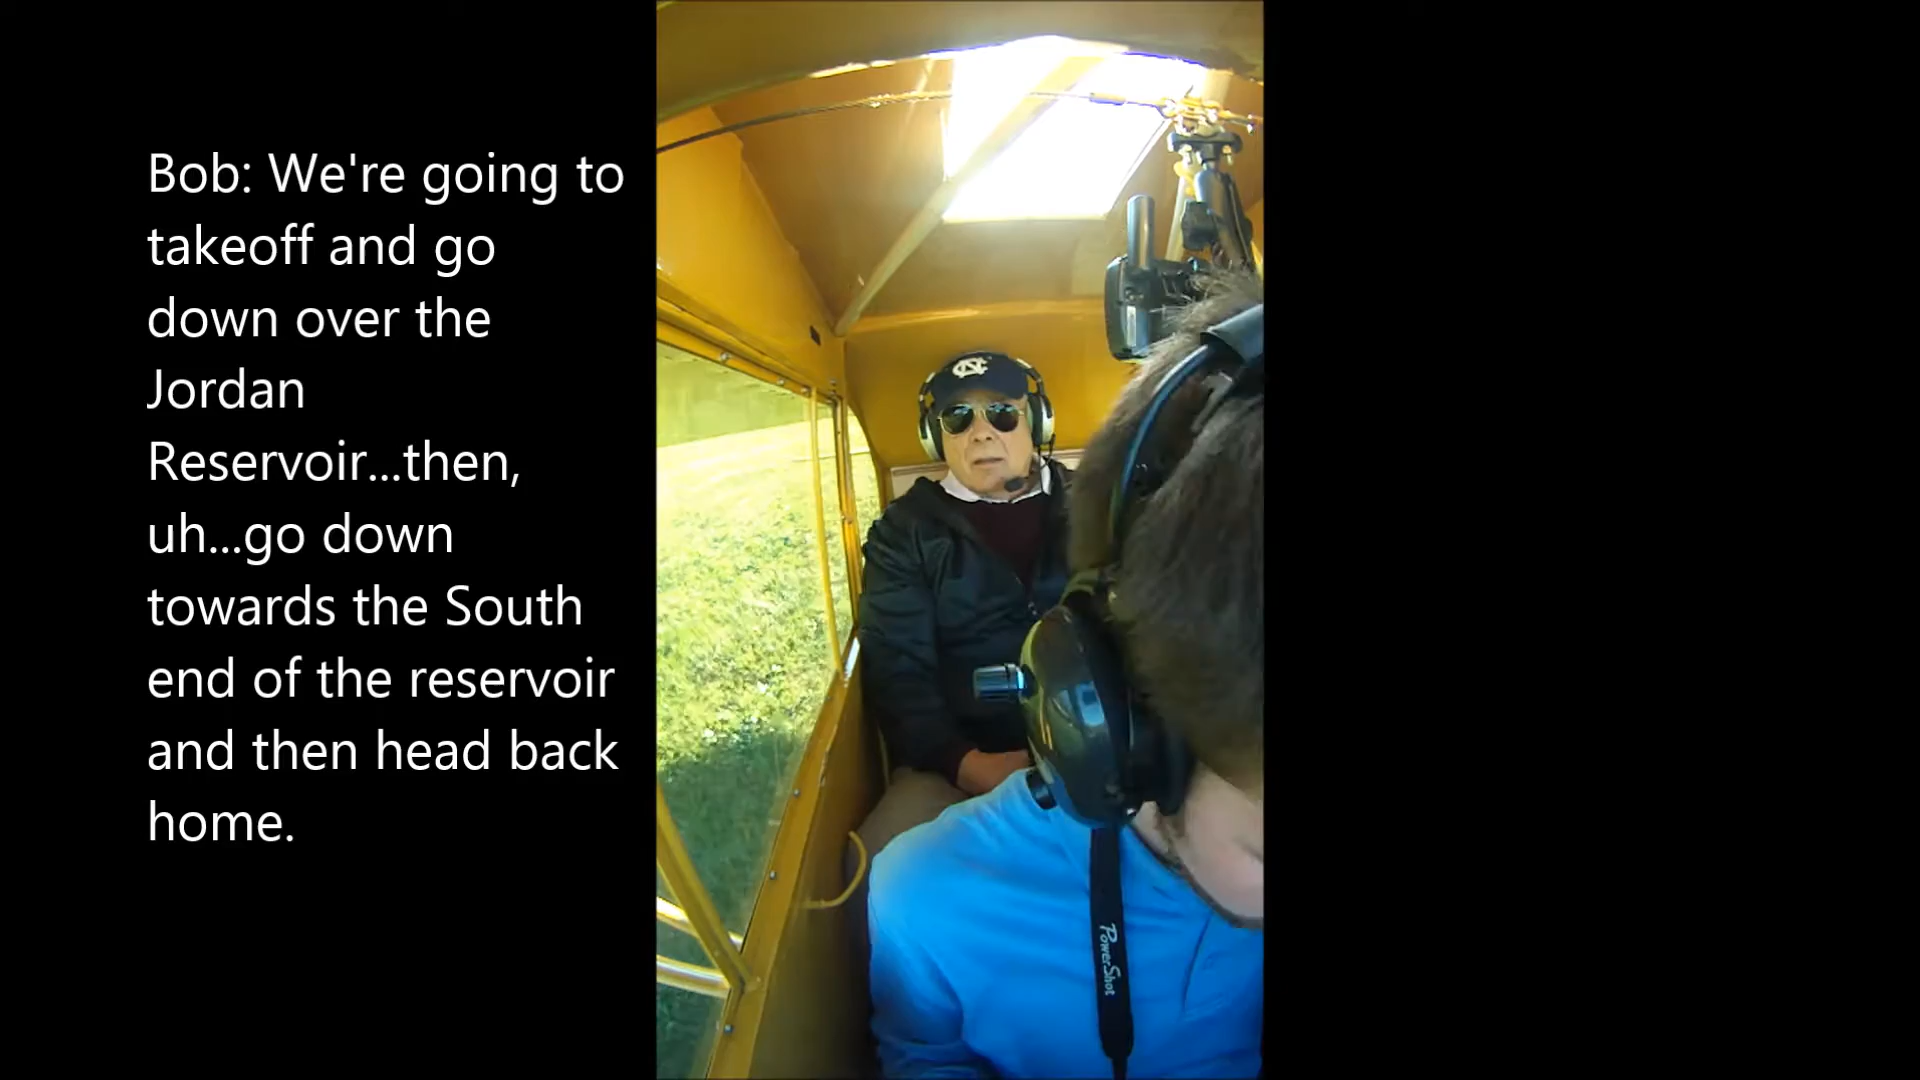 Bob: We're going to
takeoff and go
down over the
Jordan
Reservoir...then,
uh...go down
towards the South
end of the reservoir
and then head back
home.
NC
PowerShot